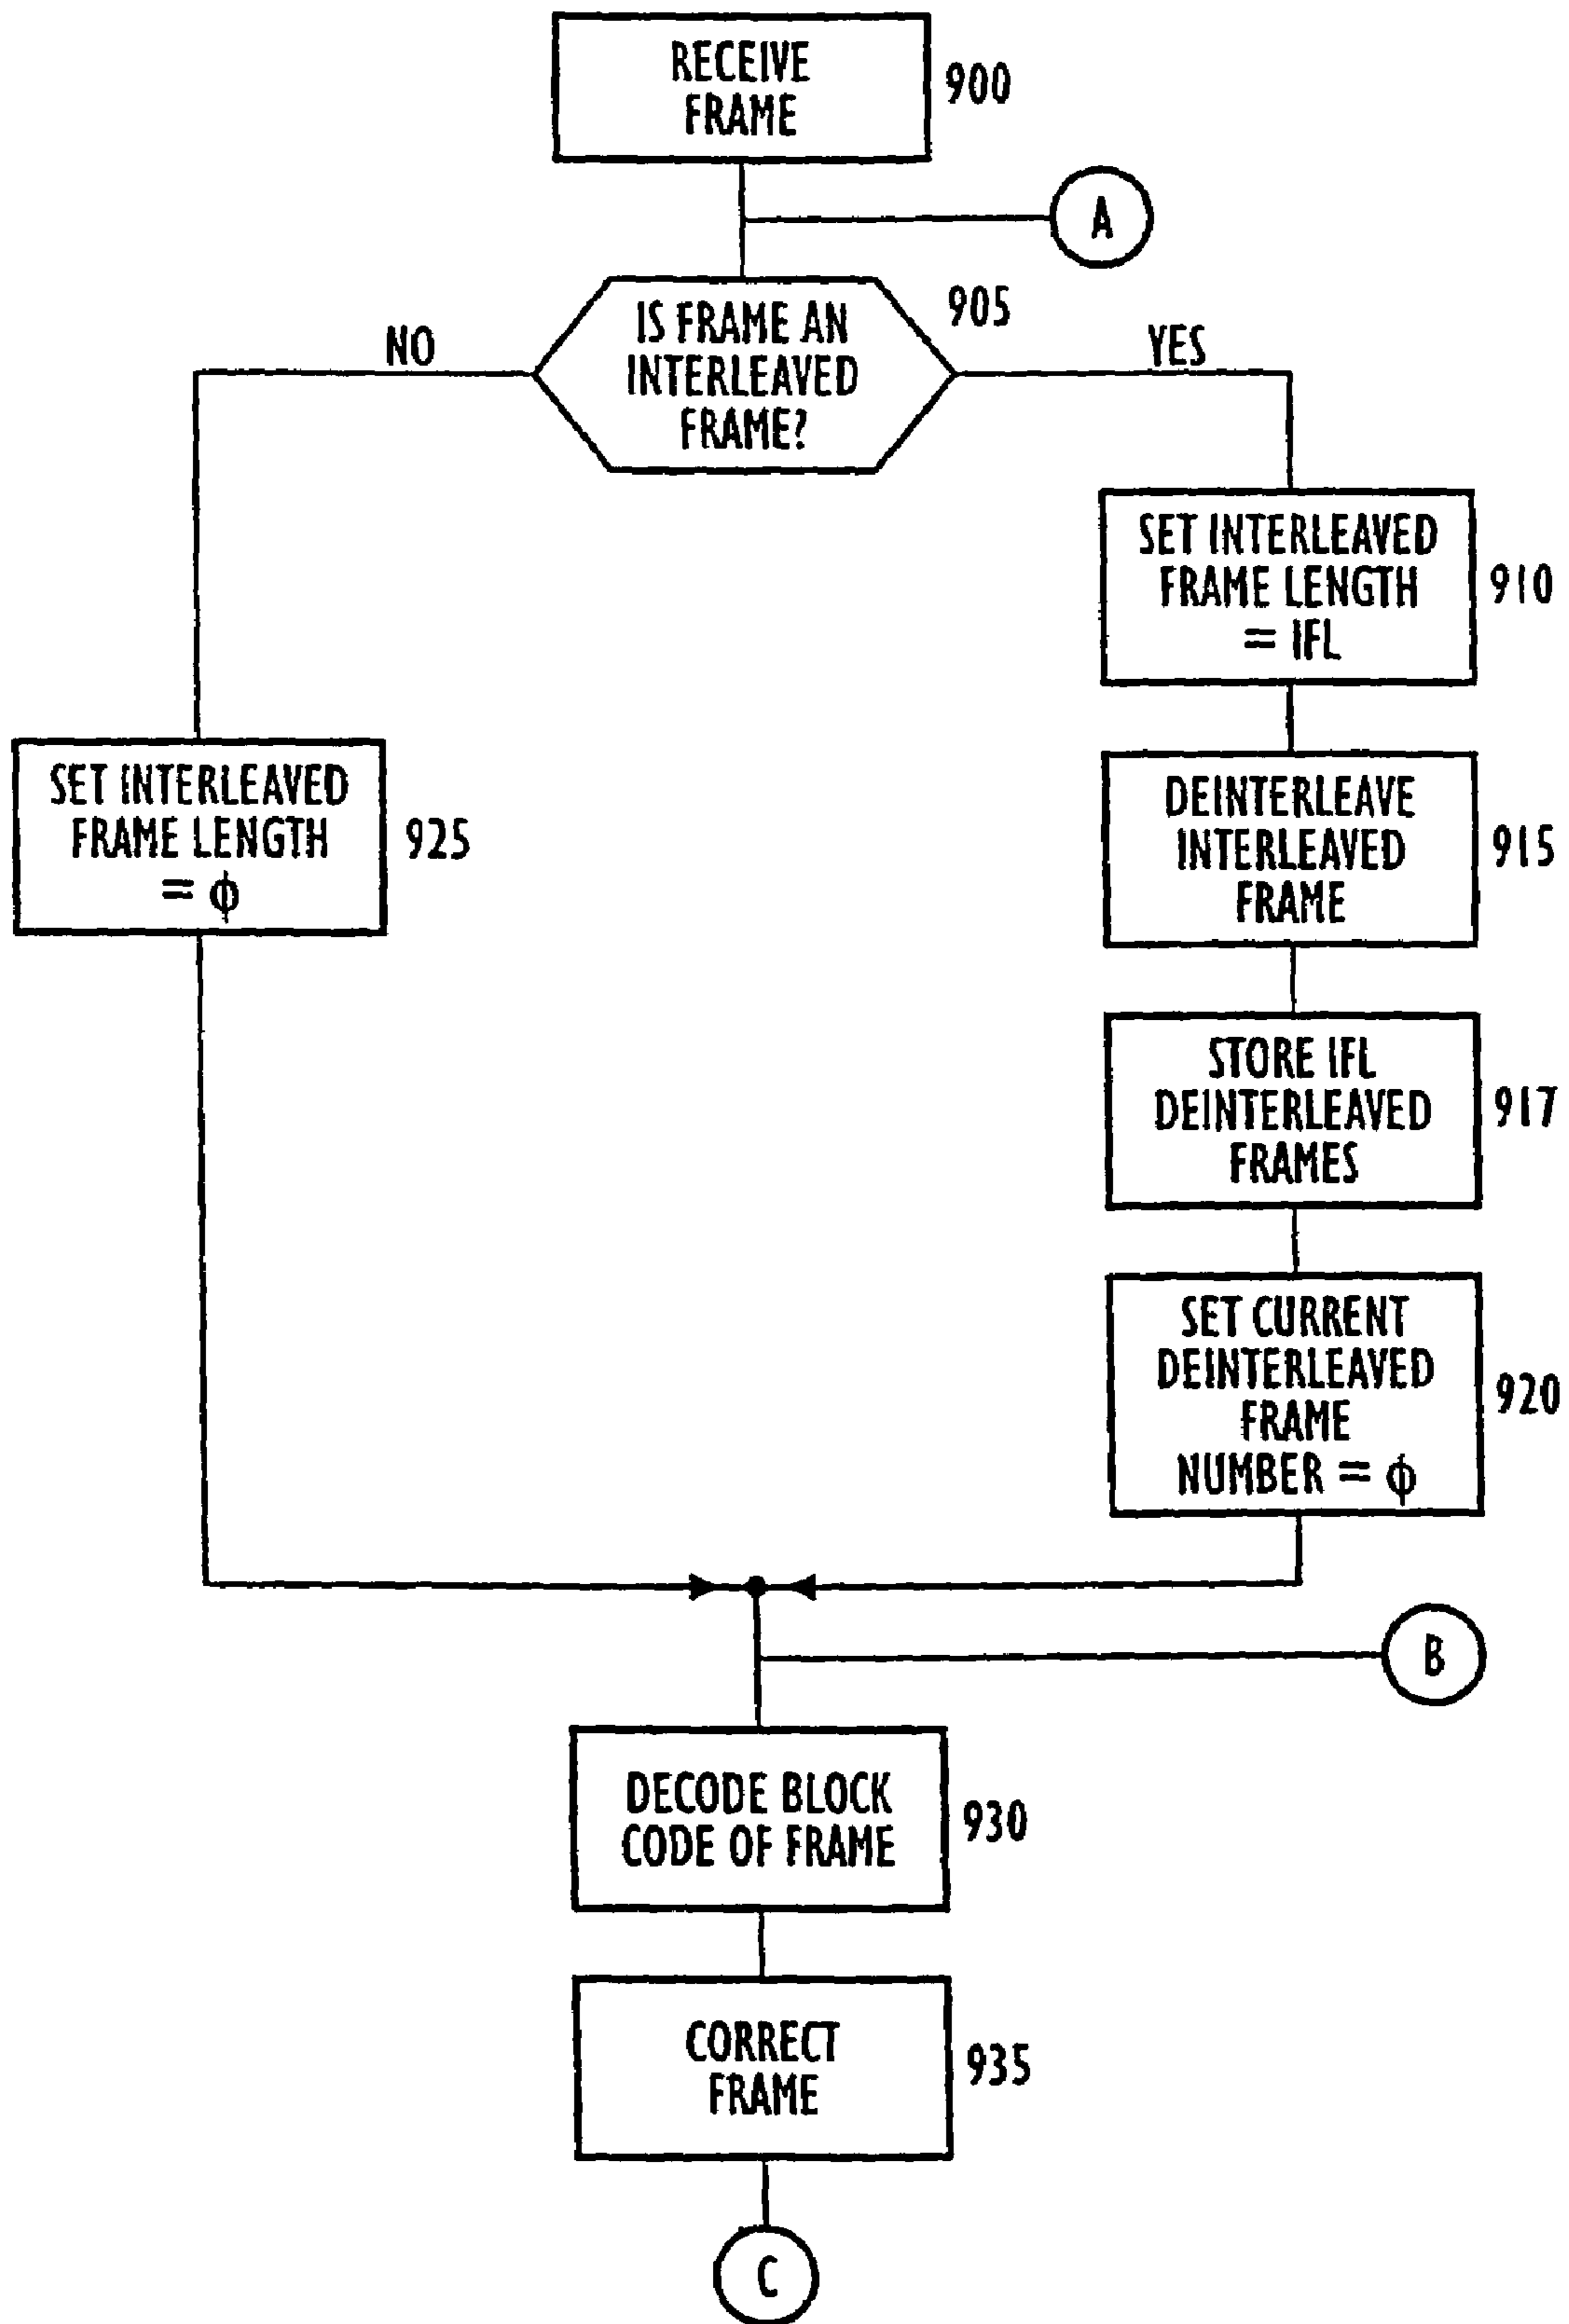 RECEIVE
FRAME
900
A
IS FRAME AN
INTERLEAVED
FRAME?
905
NO
YES
SET INTERLEAVED
FRAME LENGTH
= IFL
910
DEINTERLEAVE
INTERLEAVED
FRAME
915
SET INTERLEAVED
FRAME LENGTH
= ϕ
925
STORE IFL
DEINTERLEAVED
FRAMES
917
SET CURRENT
DEINTERLEAVED
FRAME
NUMBER = ϕ
920
B
DECODE BLOCK
CODE OF FRAME
930
CORRECT
FRAME
935
C